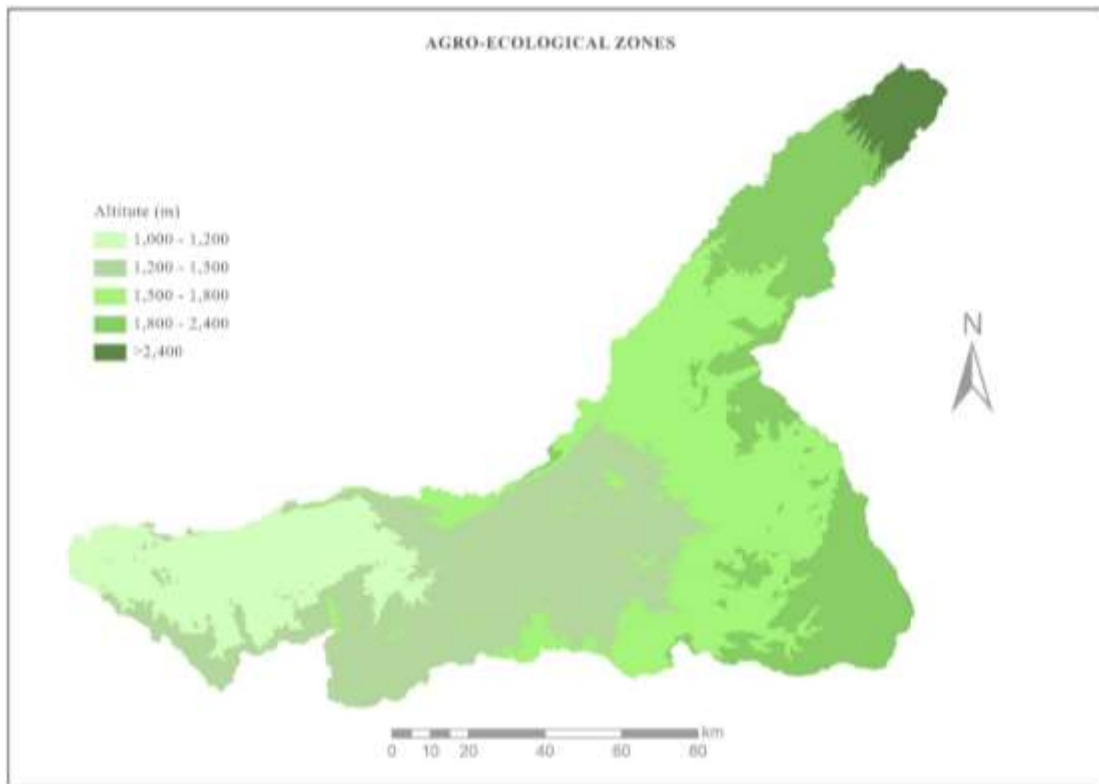 AGRO-ECOLOGICAL ZONES
Altitute (m)
1,000 - 1,200
1,200 - 1,500
1,500 - 1,800
1,800 - 2,400
>2,400
N
km
0 10 20 40 60 80